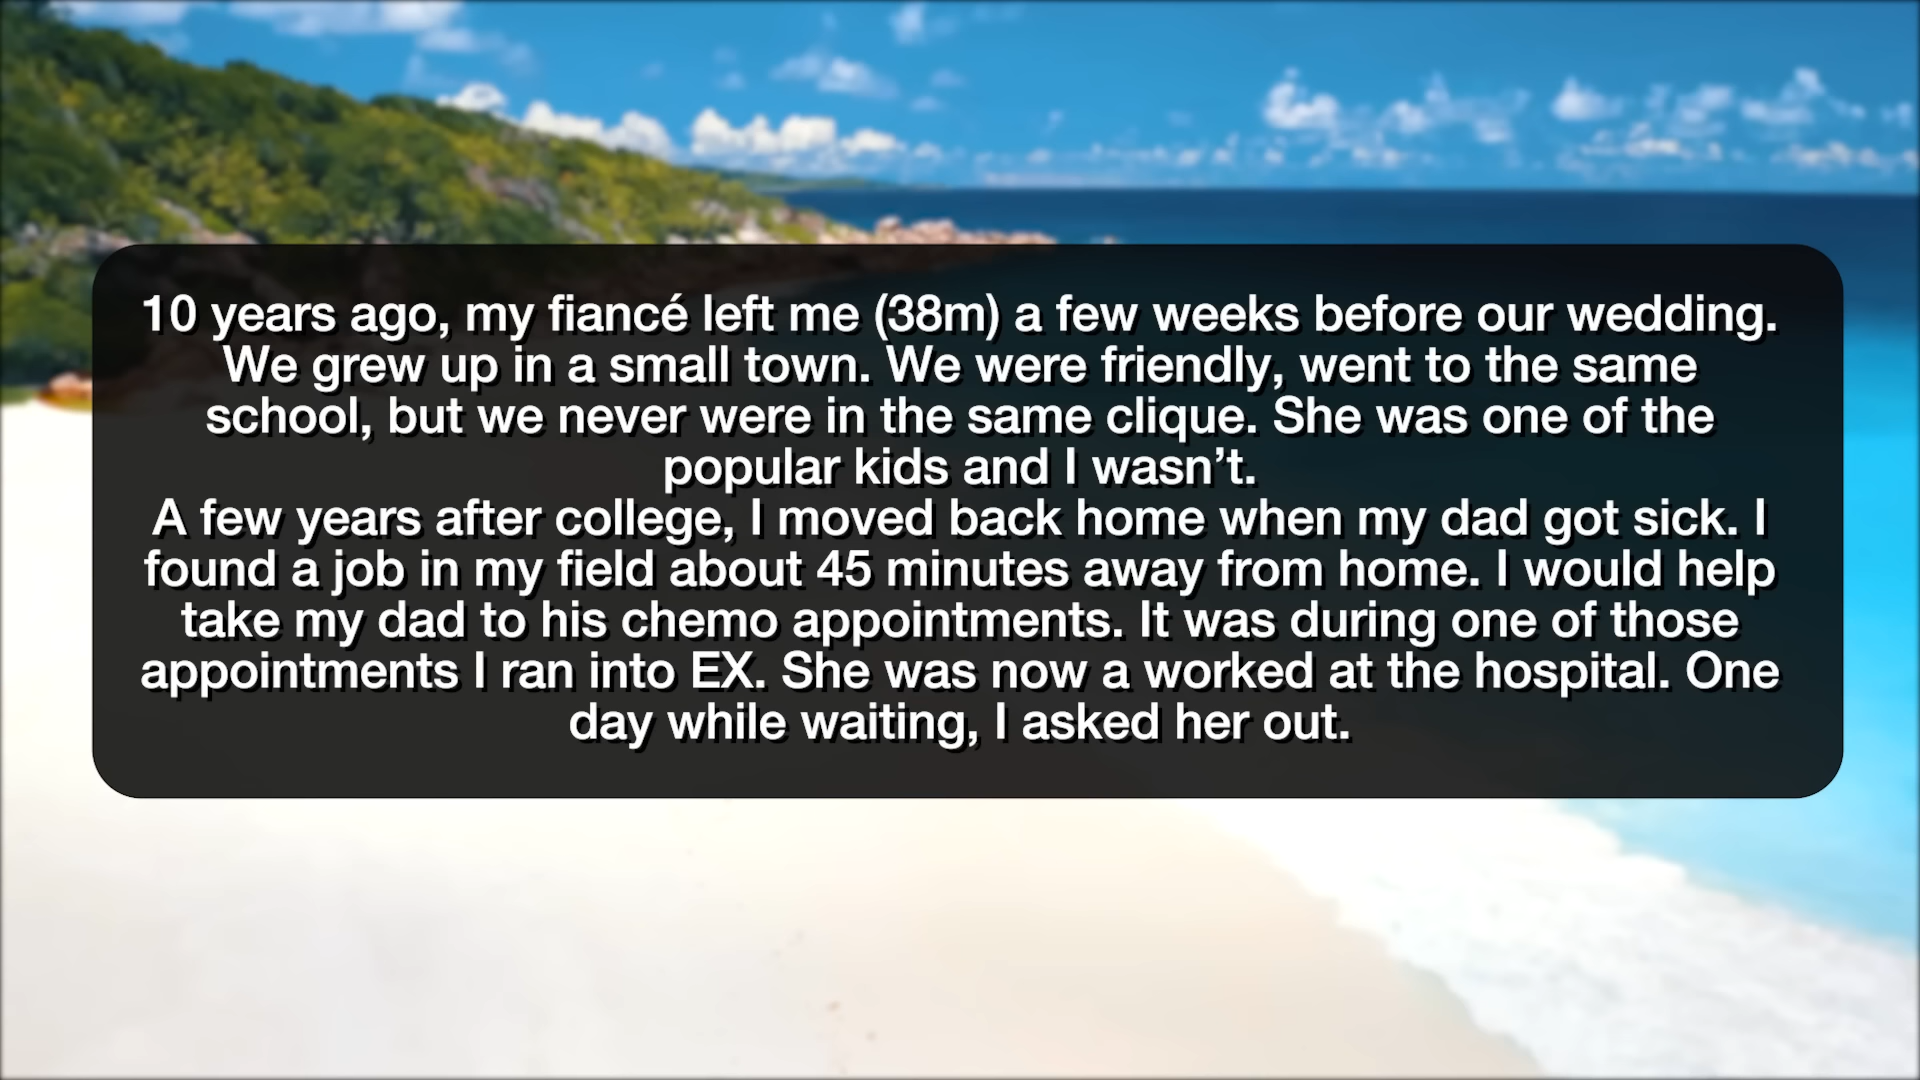 10 years ago, my fiancé left me (38m) a few weeks before our wedding.
We grew up in a small town. We were friendly, went to the same
school, but we never were in the same clique. She was one of the
popular kids and I wasn’t.
A few years after college, I moved back home when my dad got sick. I
found a job in my field about 45 minutes away from home. I would help
take my dad to his chemo appointments. It was during one of those
appointments I ran into EX. She was now a worked at the hospital. One
day while waiting, I asked her out.